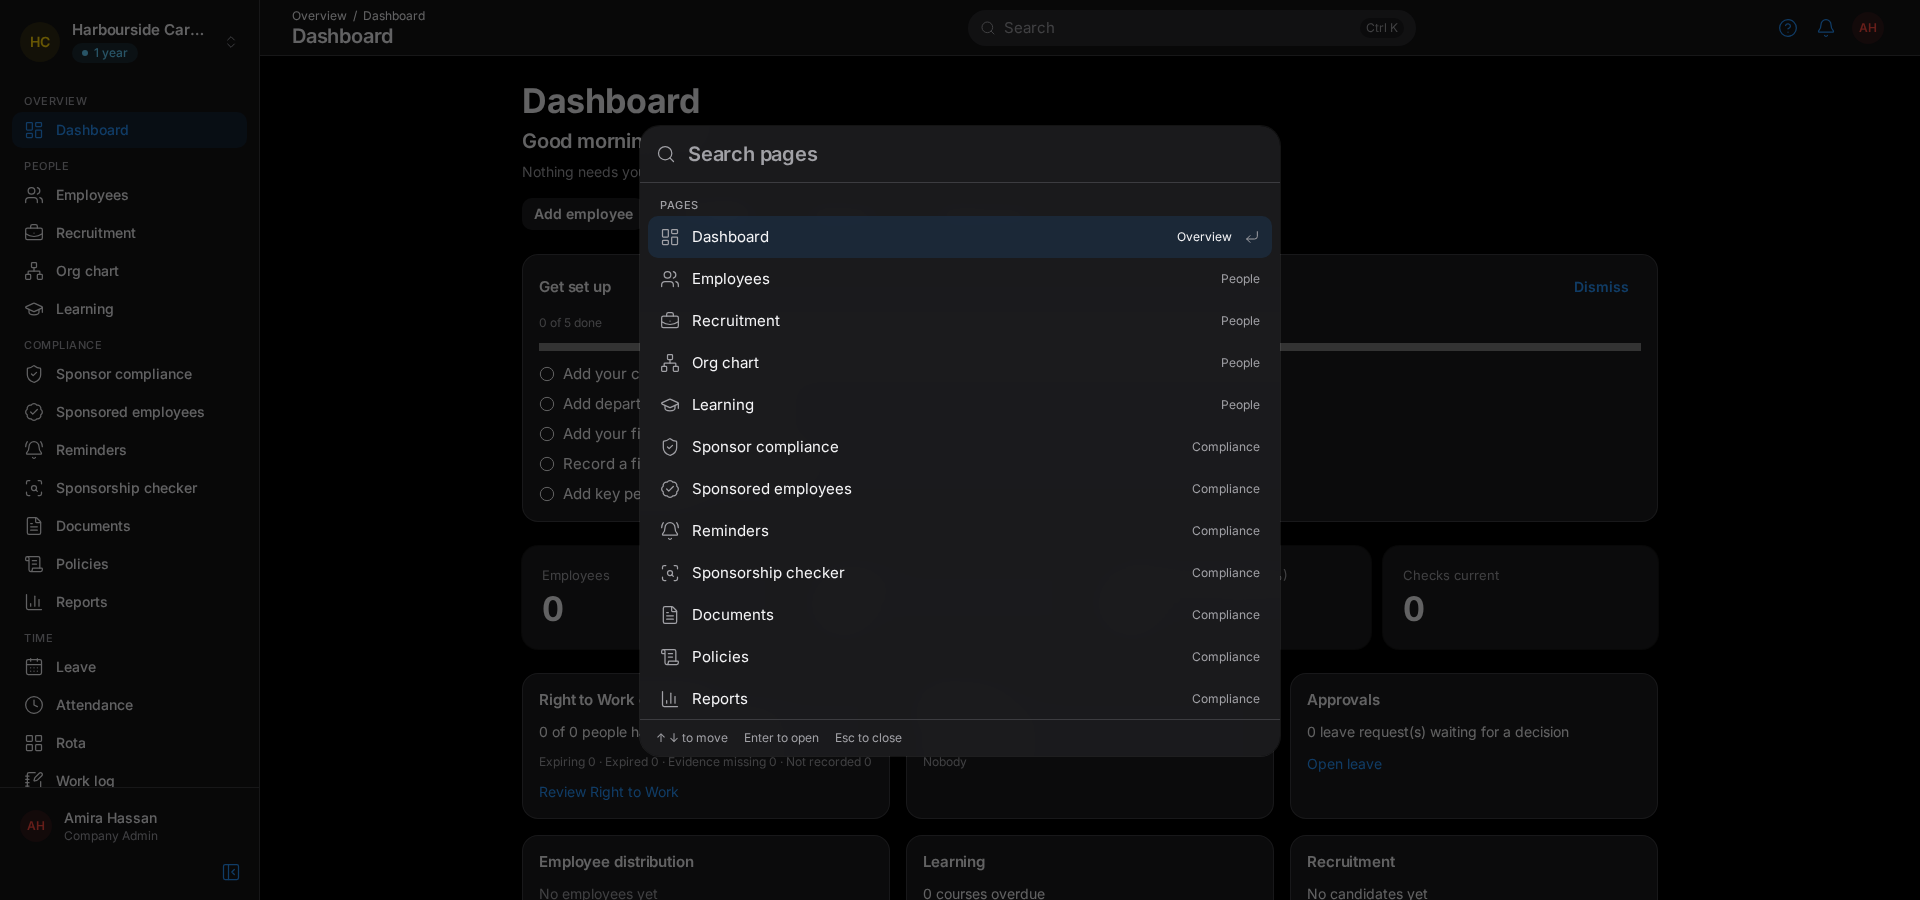 HC
Harbourside Car...
1 year
OVERVIEW
Dashboard
PEOPLE
Employees
Recruitment
Org chart
Learning
COMPLIANCE
Sponsor compliance
Sponsored employees
Reminders
Sponsorship checker
Documents
Policies
Reports
TIME
Leave
Attendance
Rota
Work log
AH
Amira Hassan
Company Admin
Overview / Dashboard
Dashboard
Search
Ctrl K
AH
Dashboard
Good mornin
Nothing needs you
Add employee
Get set up
Dismiss
0 of 5 done
Add your c
Add depart
Add your fi
Record a fi
Add key pe
Employees
0
Checks current
0
Right to Work
0 of 0 people ha
Expiring 0 · Expired 0 · Evidence missing 0 · Not recorded 0
Review Right to Work
Nobody
Approvals
0 leave request(s) waiting for a decision
Open leave
Employee distribution
No employees yet
Learning
0 courses overdue
Recruitment
No candidates yet
Search pages
PAGES
Dashboard Overview
Employees People
Recruitment People
Org chart People
Learning People
Sponsor compliance Compliance
Sponsored employees Compliance
Reminders Compliance
Sponsorship checker Compliance
Documents Compliance
Policies Compliance
Reports Compliance
↑ ↓ to move Enter to open Esc to close